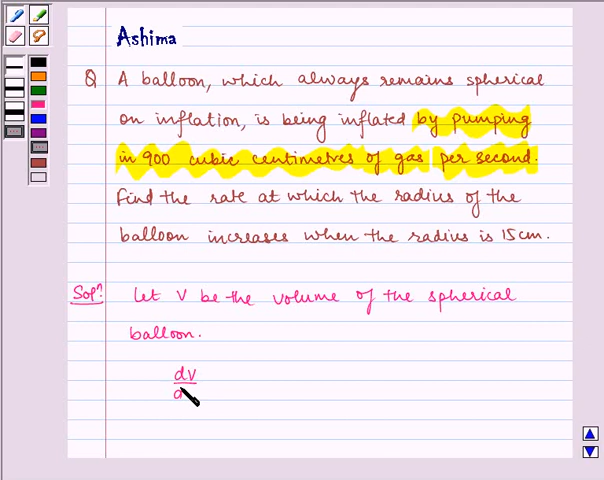 Ashima
Q A balloon, which always remains spherical
on inflation, is being inflated by pumping
in 900 cubic centimetres of gas per second.
Find the rate at which the radius of the
balloon increases when the radius is 15cm.
Solⁿ: Let V be the volume of the spherical
balloon.
dV
d